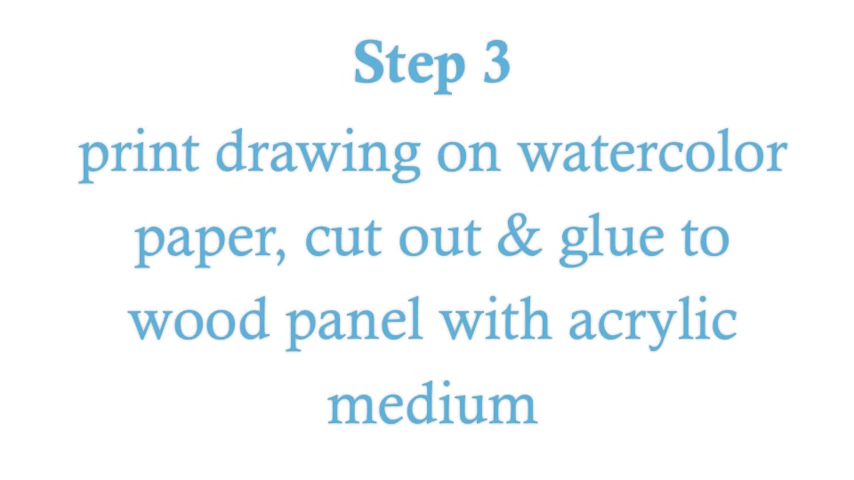 Step 3
print drawing on watercolor
paper, cut out & glue to
wood panel with acrylic
medium